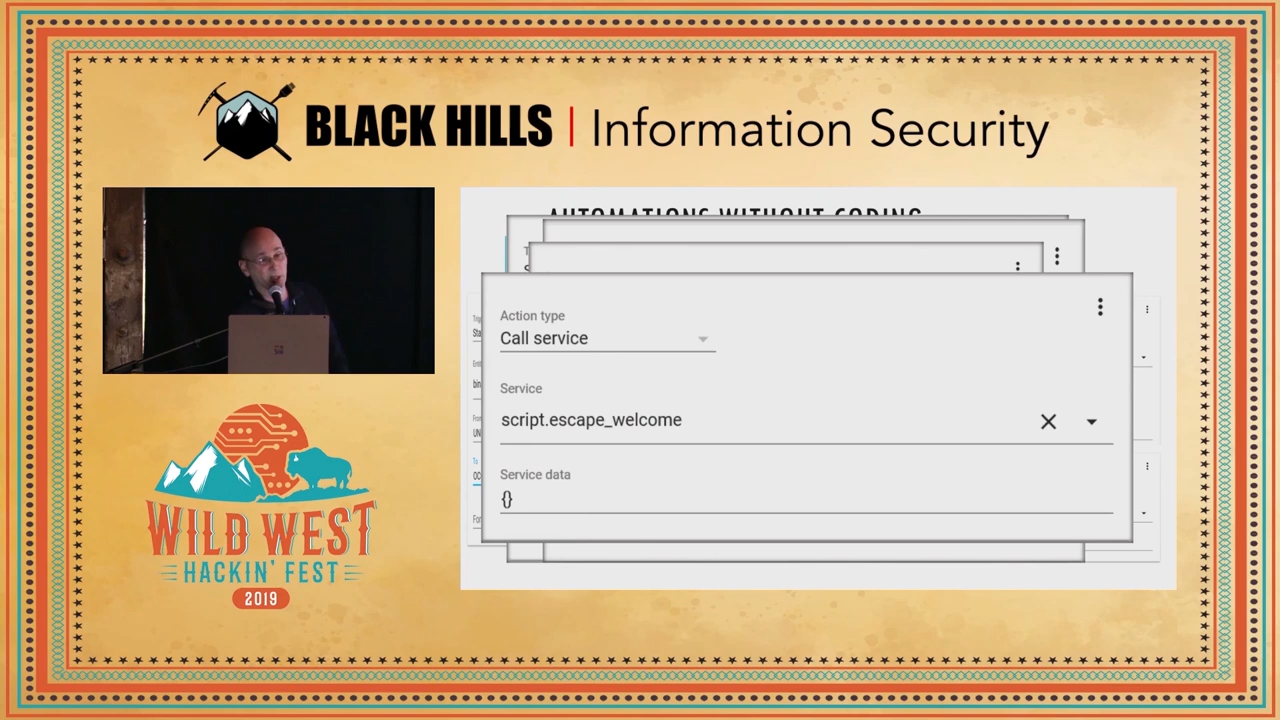 BLACK HILLS | Information Security
AUTOMATIONS WITHOUT CODING
Action type
Call service
Service
script.escape_welcome
Service data
{}
WILD WEST
HACKIN' FEST
2019